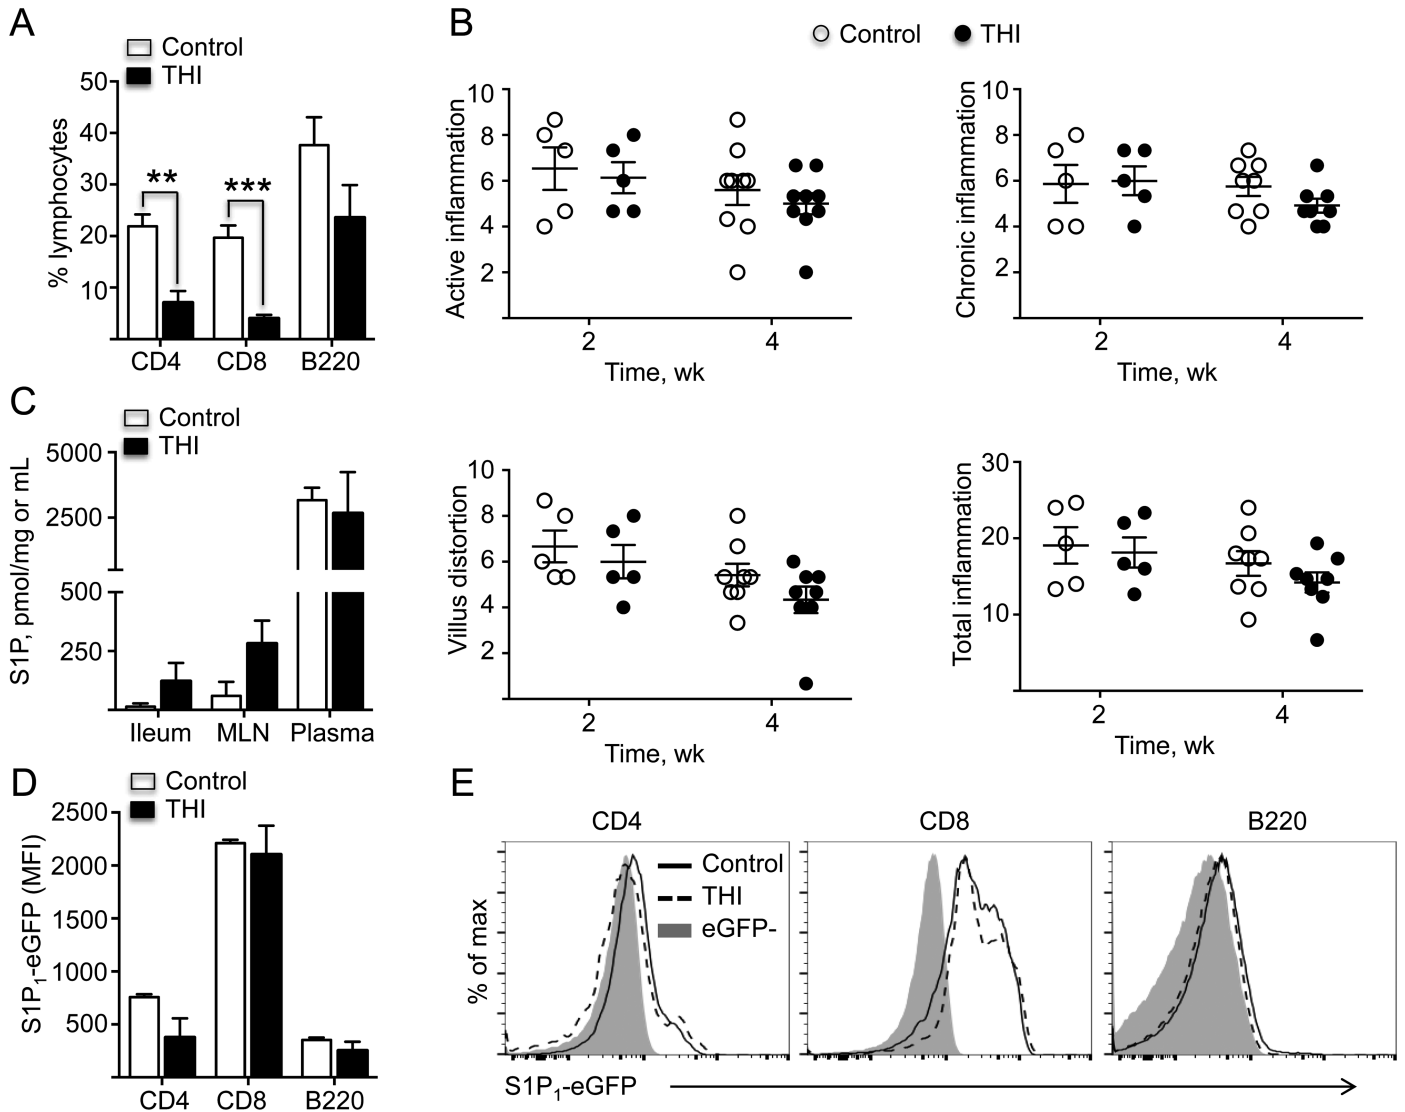 A
Control
THI
50
40
30
20
10
% lymphocytes
**
***
CD4 CD8 B220
B
Control THI
10
8
6
4
2
Active inflammation
2 4
Time, wk
10
8
6
4
2
Chronic inflammation
2 4
Time, wk
C
Control
THI
5000
2500
500
250
S1P, pmol/mg or mL
Ileum MLN Plasma
10
8
6
4
2
Villus distortion
2 4
Time, wk
30
20
10
Total inflammation
2 4
Time, wk
D
Control
THI
2500
2000
1500
1000
500
S1P1-eGFP (MFI)
CD4 CD8 B220
E
CD4 CD8 B220
Control
THI
eGFP-
% of max
S1P1-eGFP